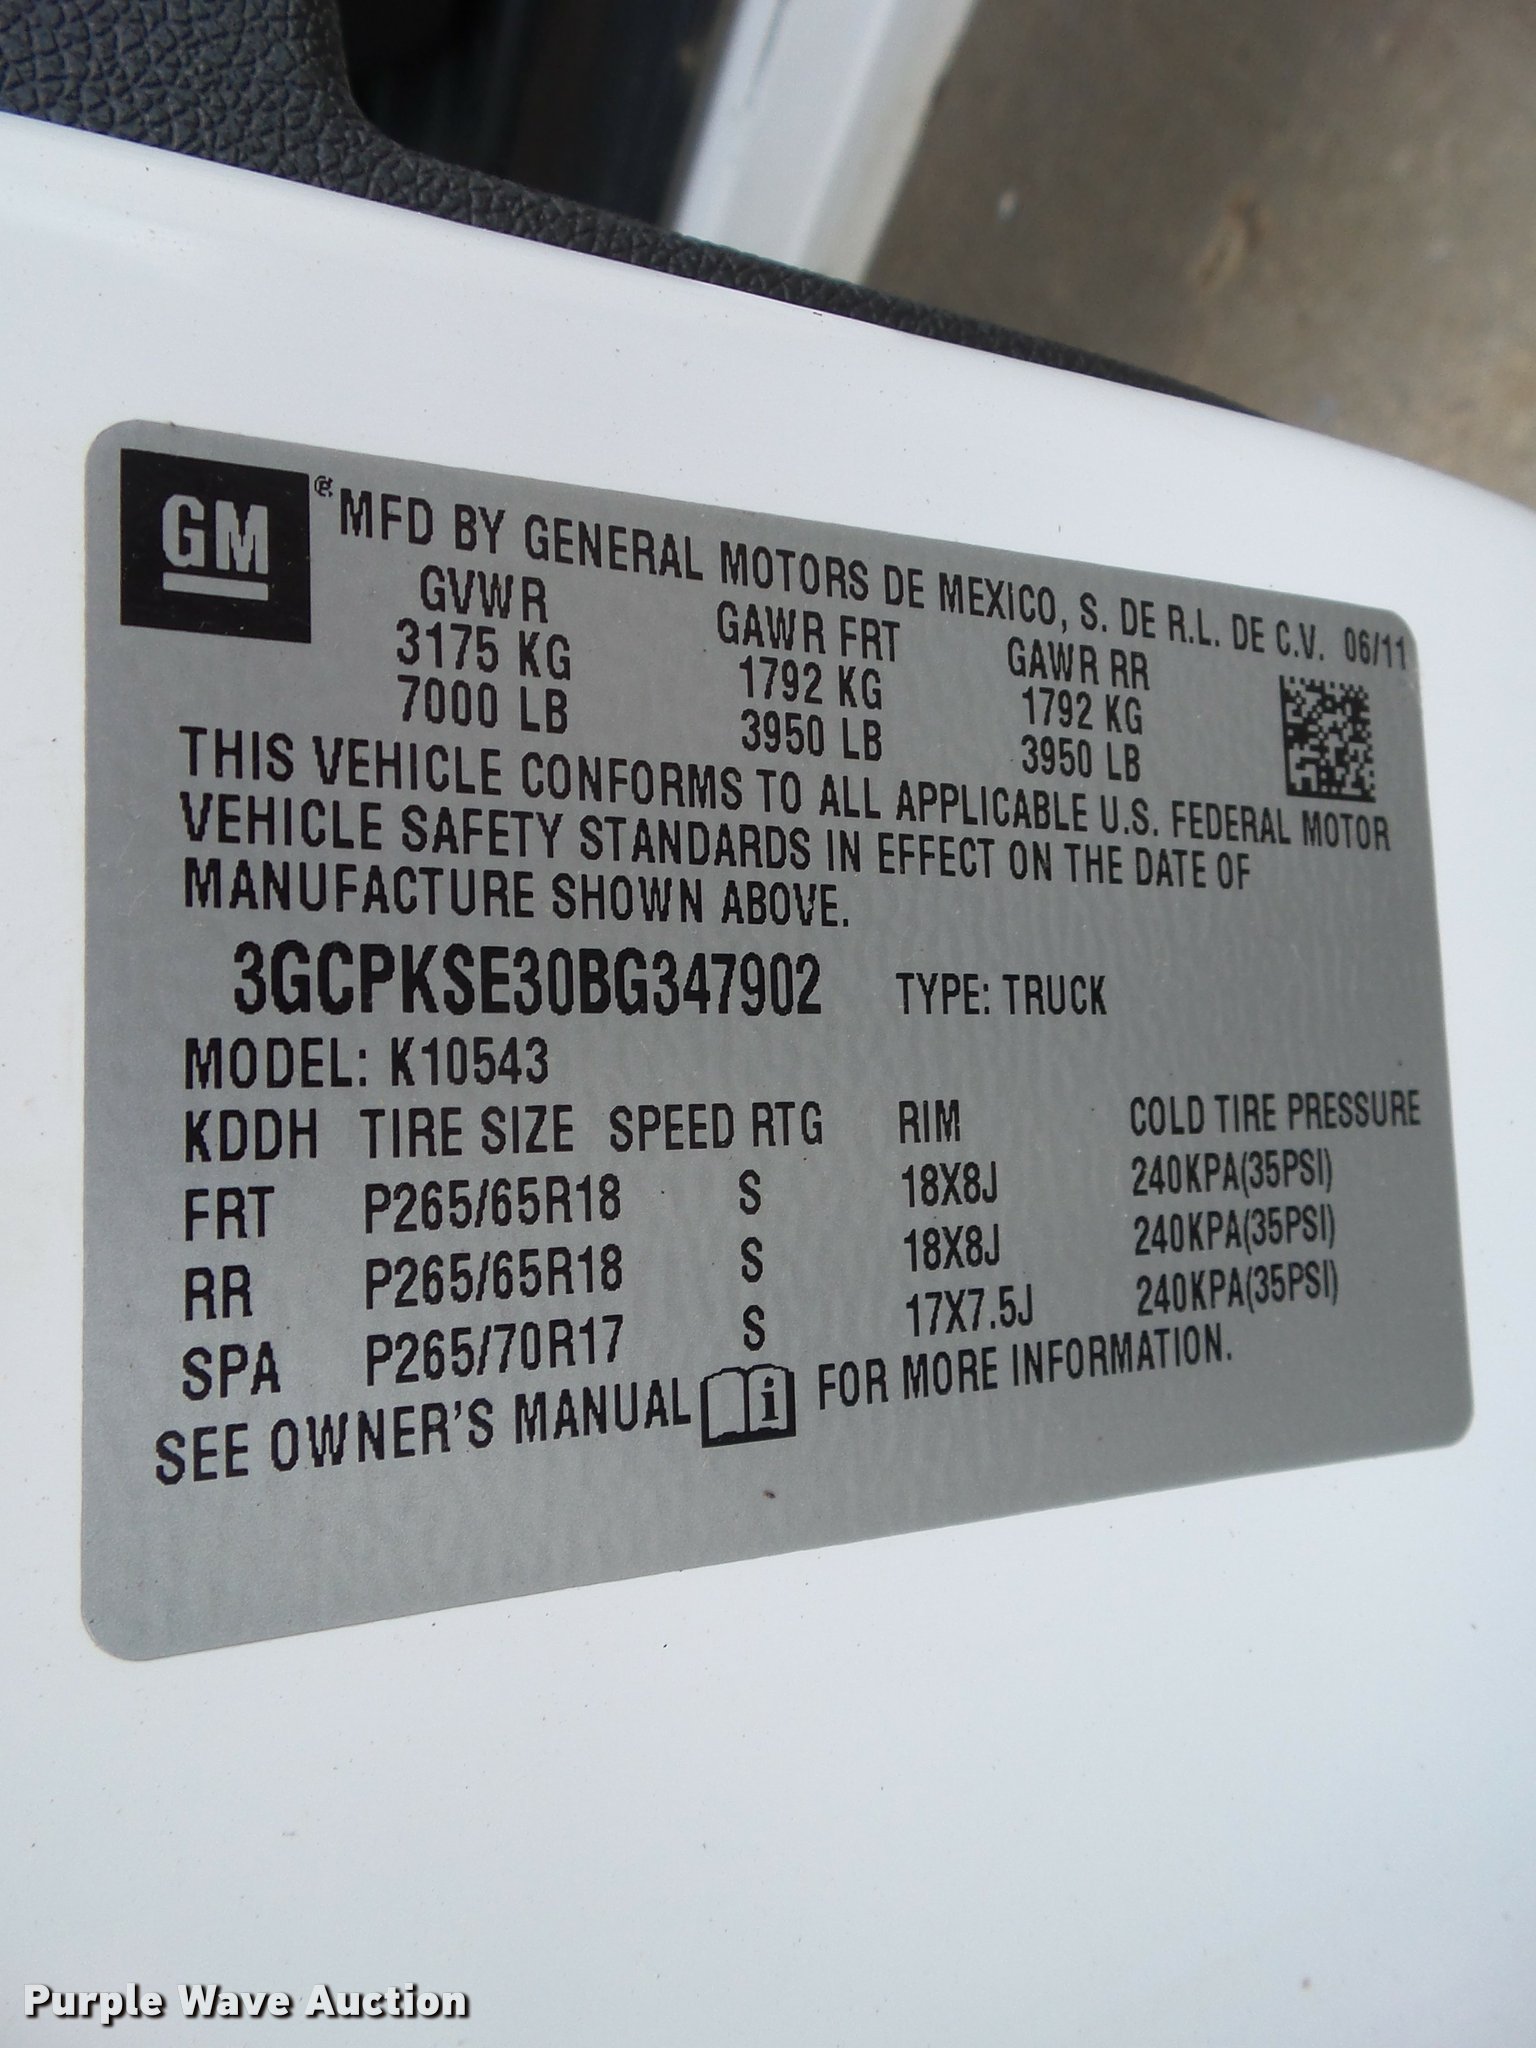 GM ® MFD BY GENERAL MOTORS DE MEXICO, S. DE R.L. DE C.V. 06/11
GVWR GAWR FRT GAWR RR
3175 KG 1792 KG 1792 KG
7000 LB 3950 LB 3950 LB
THIS VEHICLE CONFORMS TO ALL APPLICABLE U.S. FEDERAL MOTOR
VEHICLE SAFETY STANDARDS IN EFFECT ON THE DATE OF
MANUFACTURE SHOWN ABOVE.
3GCPKSE30BG347902 TYPE: TRUCK
MODEL: K10543
KDDH TIRE SIZE SPEED RTG RIM COLD TIRE PRESSURE
FRT P265/65R18 S 18X8J 240KPA(35PSI)
RR P265/65R18 S 18X8J 240KPA(35PSI)
SPA P265/70R17 S 17X7.5J 240KPA(35PSI)
SEE OWNER'S MANUAL i FOR MORE INFORMATION.
Purple Wave Auction